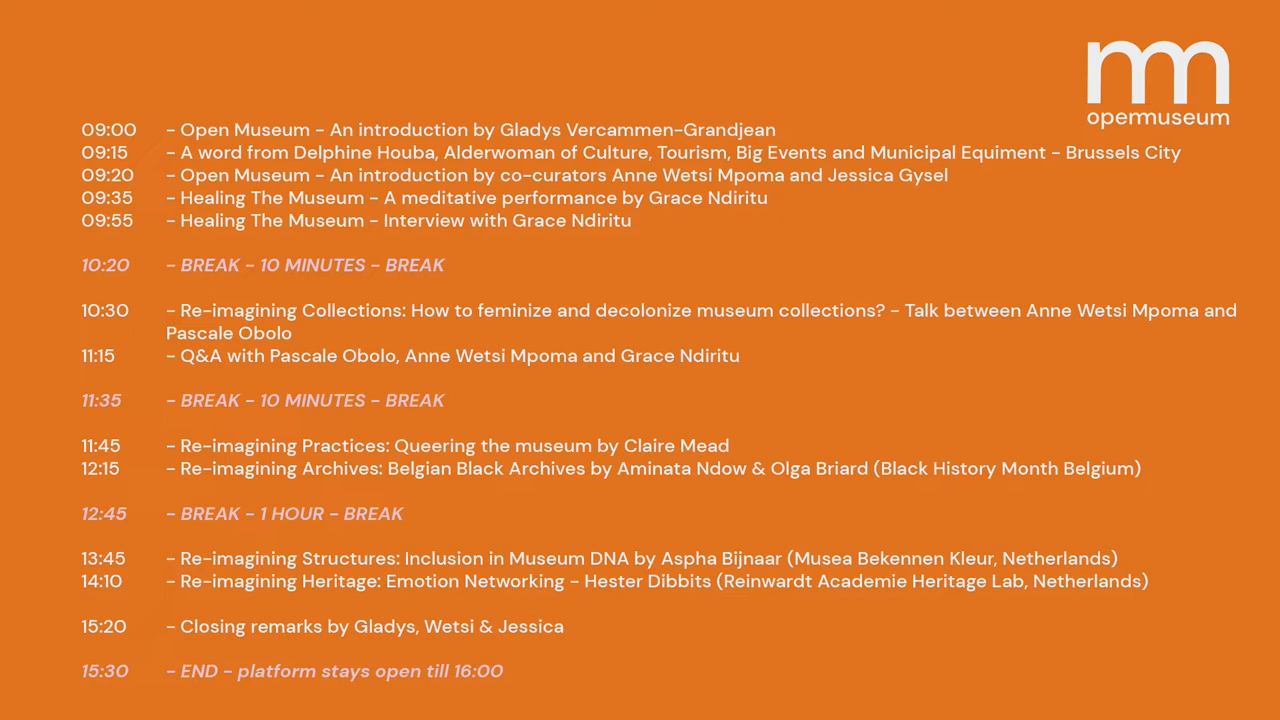 openmuseum
09:00 - Open Museum - An introduction by Gladys Vercammen-Grandjean
09:15 - A word from Delphine Houba, Alderwoman of Culture, Tourism, Big Events and Municipal Equiment - Brussels City
09:20 - Open Museum - An introduction by co-curators Anne Wetsi Mpoma and Jessica Gysel
09:35 - Healing The Museum - A meditative performance by Grace Ndiritu
09:55 - Healing The Museum - Interview with Grace Ndiritu
10:20 - BREAK - 10 MINUTES - BREAK
10:30 - Re-imagining Collections: How to feminize and decolonize museum collections? - Talk between Anne Wetsi Mpoma and
Pascale Obolo
11:15 - Q&A with Pascale Obolo, Anne Wetsi Mpoma and Grace Ndiritu
11:35 - BREAK - 10 MINUTES - BREAK
11:45 - Re-imagining Practices: Queering the museum by Claire Mead
12:15 - Re-imagining Archives: Belgian Black Archives by Aminata Ndow & Olga Briard (Black History Month Belgium)
12:45 - BREAK - 1 HOUR - BREAK
13:45 - Re-imagining Structures: Inclusion in Museum DNA by Aspha Bijnaar (Musea Bekennen Kleur, Netherlands)
14:10 - Re-imagining Heritage: Emotion Networking - Hester Dibbits (Reinwardt Academie Heritage Lab, Netherlands)
15:20 - Closing remarks by Gladys, Wetsi & Jessica
15:30 - END - platform stays open till 16:00